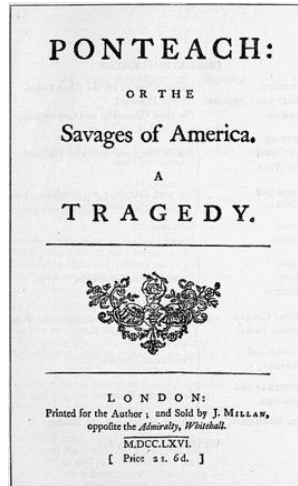 PONTEACH:
OR THE
Savages of America.
A
TRAGEDY.
LONDON:
Printed for the Author; and Sold by J. MILLAN,
opposite the Admiralty, Whitehall.
M.DCC.LXVI.
[ Price 2s. 6d. ]